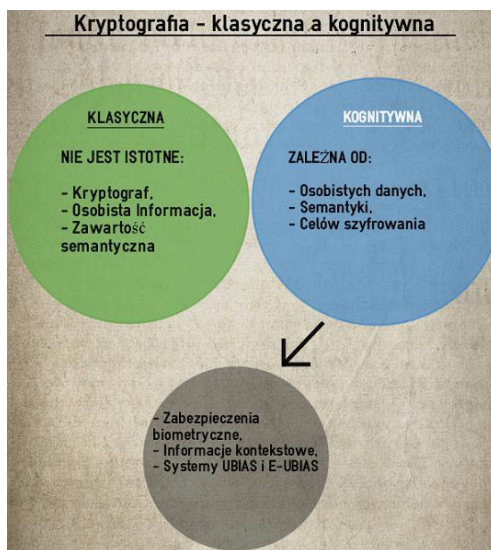 Kryptografia - klasyczna a kognitywna
KLASYCZNA
NIE JEST ISTOTNE:
- Kryptograf,
- Osobista Informacja,
- Zawartość
semantyczna
KOGNITYWNA
ZALEŻNA OD:
- Osobistych danych,
- Semantyki,
- Celów szyfrowania
- Zabezpieczenia
biometryczne,
- Informacje kontekstowe,
- Systemy UBIAS i E-UBIAS